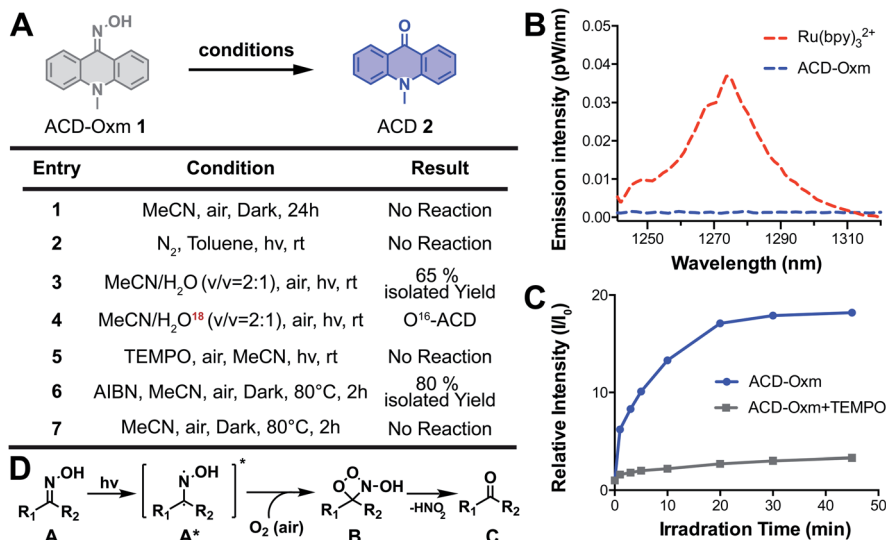 A
N
OH
conditions
O
N
N
ACD-Oxm 1
ACD 2
Entry Condition Result
1 MeCN, air, Dark, 24h No Reaction
2 N2, Toluene, hv, rt No Reaction
3 MeCN/H2O (v/v=2:1), air, hv, rt 65 % isolated Yield
4 MeCN/H2O18 (v/v=2:1), air, hv, rt O16-ACD
5 TEMPO, air, MeCN, hv, rt No Reaction
6 AIBN, MeCN, air, Dark, 80°C, 2h 80 % isolated Yield
7 MeCN, air, Dark, 80°C, 2h No Reaction
B
Emission intensity (pW/nm)
0.05
0.04
0.03
0.02
0.01
0.00
1250 1270 1290 1310
Wavelength (nm)
Ru(bpy)32+
ACD-Oxm
C
Relative Intensity (I/I0)
20
10
0
0 10 20 30 40 50
Irradration Time (min)
ACD-Oxm
ACD-Oxm+TEMPO
D
N OH
R1 R2
A
hv
N OH *
R1 R2
A*
O2 (air)
O O N-OH
R1 R2
B
-HNO2
O
R1 R2
C